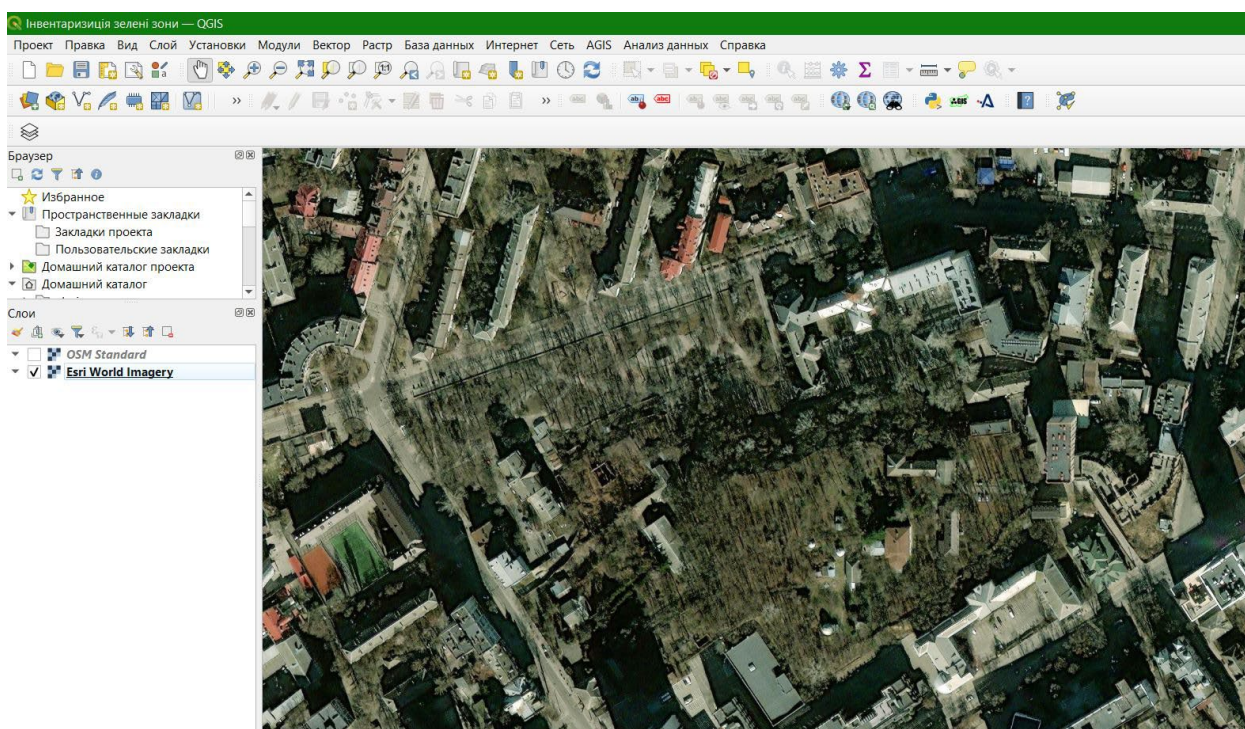 Інвентаризиція зелені зони — QGIS
Проект Правка Вид Слой Установки Модули Вектор Растр База данных Интернет Сеть AGIS Анализ данных Справка
Браузер
Избранное
Пространственные закладки
Закладки проекта
Пользовательские закладки
Домашний каталог проекта
Домашний каталог
Слои
OSM Standard
Esri World Imagery